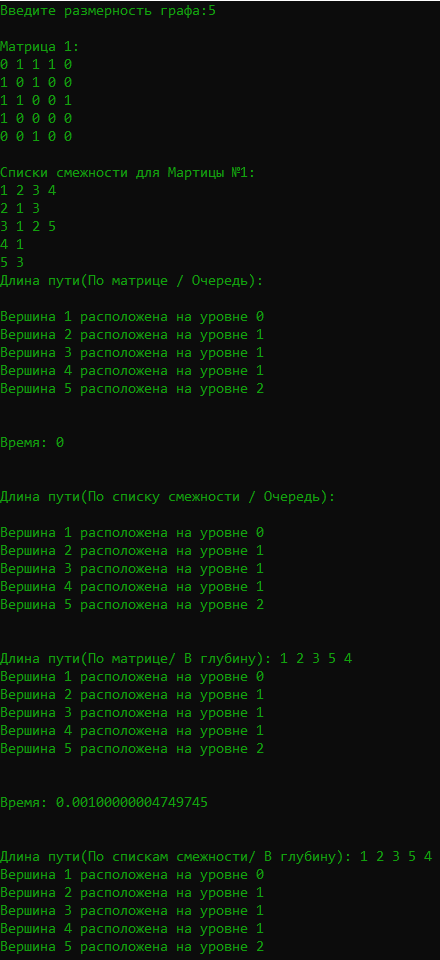 Введите размерность графа:5
Матрица 1:
0 1 1 1 0
1 0 1 0 0
1 1 0 0 1
1 0 0 0 0
0 0 1 0 0
Списки смежности для Мартицы №1:
1 2 3 4
2 1 3
3 1 2 5
4 1
5 3
Длина пути(По матрице / Очередь):
Вершина 1 расположена на уровне 0
Вершина 2 расположена на уровне 1
Вершина 3 расположена на уровне 1
Вершина 4 расположена на уровне 1
Вершина 5 расположена на уровне 2
Время: 0
Длина пути(По списку смежности / Очередь):
Вершина 1 расположена на уровне 0
Вершина 2 расположена на уровне 1
Вершина 3 расположена на уровне 1
Вершина 4 расположена на уровне 1
Вершина 5 расположена на уровне 2
Длина пути(По матрице/ В глубину): 1 2 3 5 4
Вершина 1 расположена на уровне 0
Вершина 2 расположена на уровне 1
Вершина 3 расположена на уровне 1
Вершина 4 расположена на уровне 1
Вершина 5 расположена на уровне 2
Время: 0.00100000004749745
Длина пути(По спискам смежности/ В глубину): 1 2 3 5 4
Вершина 1 расположена на уровне 0
Вершина 2 расположена на уровне 1
Вершина 3 расположена на уровне 1
Вершина 4 расположена на уровне 1
Вершина 5 расположена на уровне 2